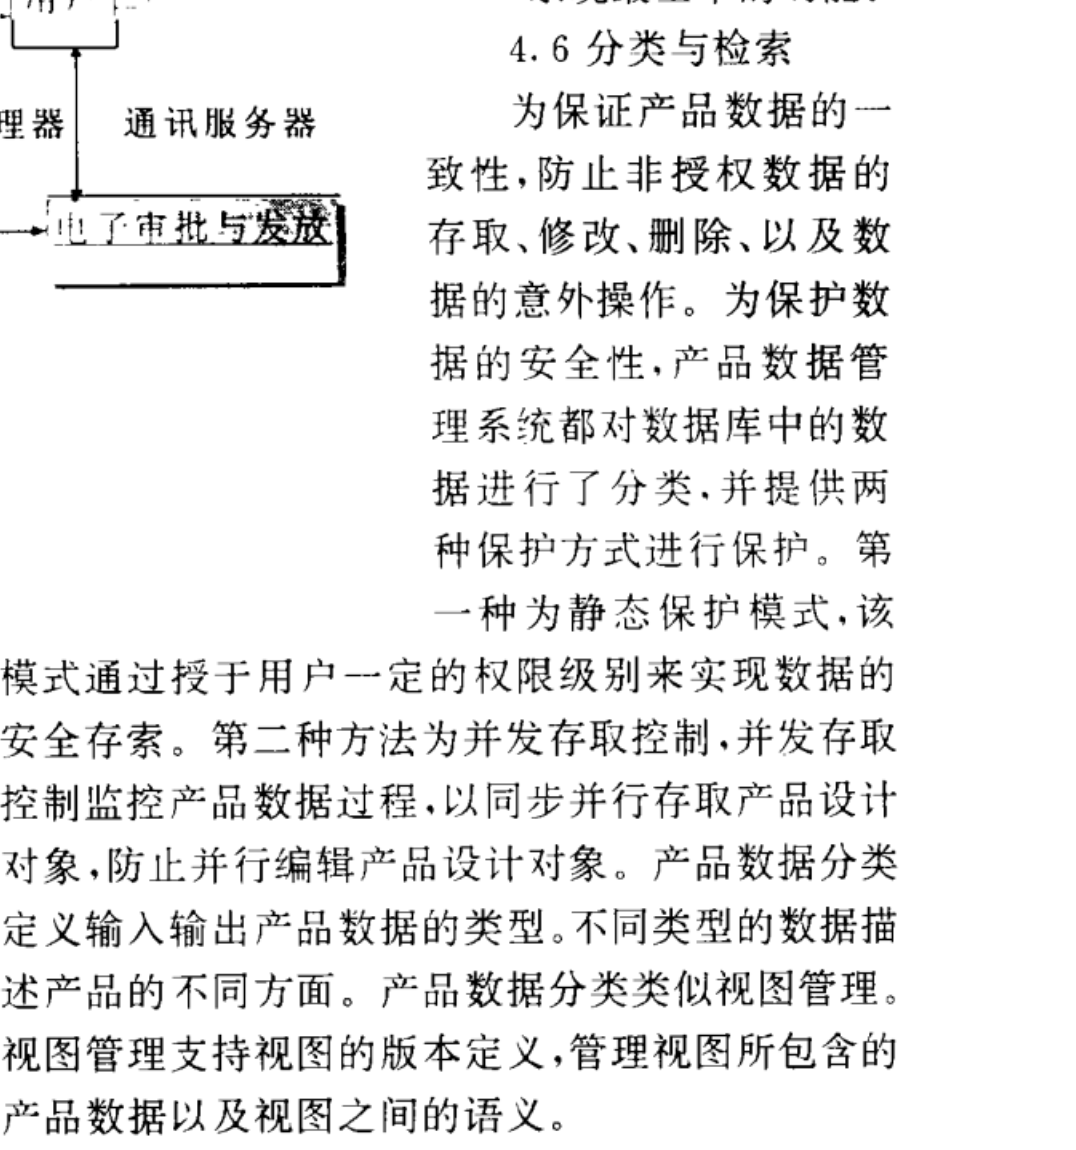 用户
理器
通讯服务器
电子审批与发放
4.6 分类与检索
为保证产品数据的一
致性,防止非授权数据的
存取、修改、删除、以及数
据的意外操作。为保护数
据的安全性,产品数据管
理系统都对数据库中的数
据进行了分类,并提供两
种保护方式进行保护。第
一种为静态保护模式,该
模式通过授于用户一定的权限级别来实现数据的
安全存索。第二种方法为并发存取控制,并发存取
控制监控产品数据过程,以同步并行存取产品设计
对象,防止并行编辑产品设计对象。产品数据分类
定义输入输出产品数据的类型。不同类型的数据描
述产品的不同方面。产品数据分类类似视图管理。
视图管理支持视图的版本定义,管理视图所包含的
产品数据以及视图之间的语义。